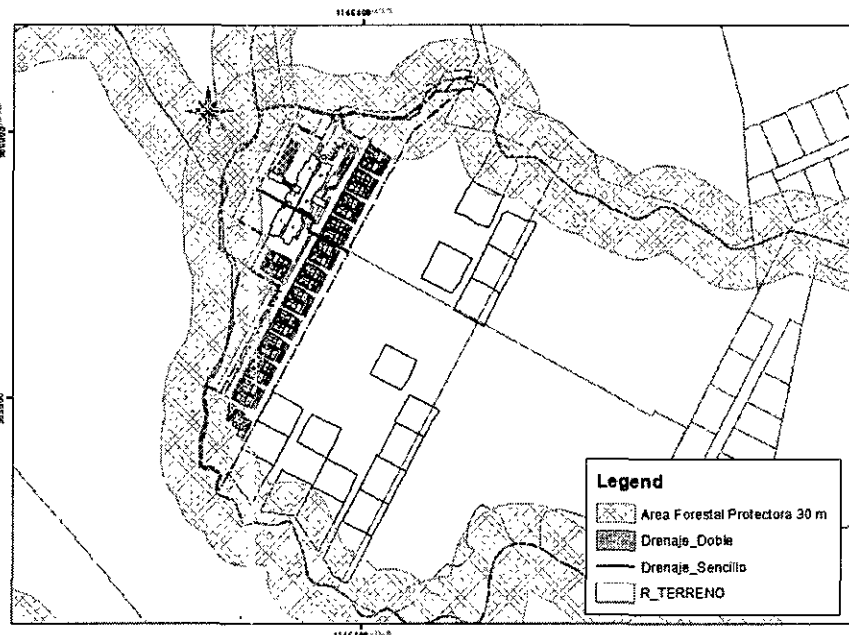 Legend
Area Forestal Protectora 30 m
Drenaje_Doble
Drenaje_Sencillo
R_TERRENO